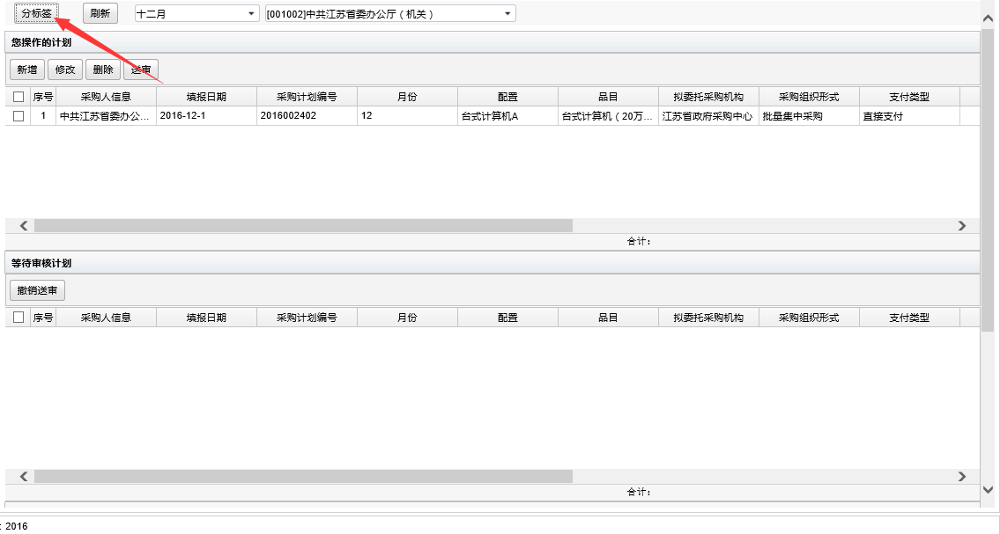 分标签 刷新 十二月 [001002]中共江苏省委办公厅（机关）
您操作的计划
新增 修改 删除 送审
序号 采购人信息 填报日期 采购计划编号 月份 配置 品目 拟委托采购机构 采购组织形式 支付类型
1 中共江苏省委办公... 2016-12-1 2016002402 12 台式计算机A 台式计算机（20万... 江苏省政府采购中心 批量集中采购 直接支付
合计：
等待审核计划
撤销送审
序号 采购人信息 填报日期 采购计划编号 月份 配置 品目 拟委托采购机构 采购组织形式 支付类型
合计：
: 2016